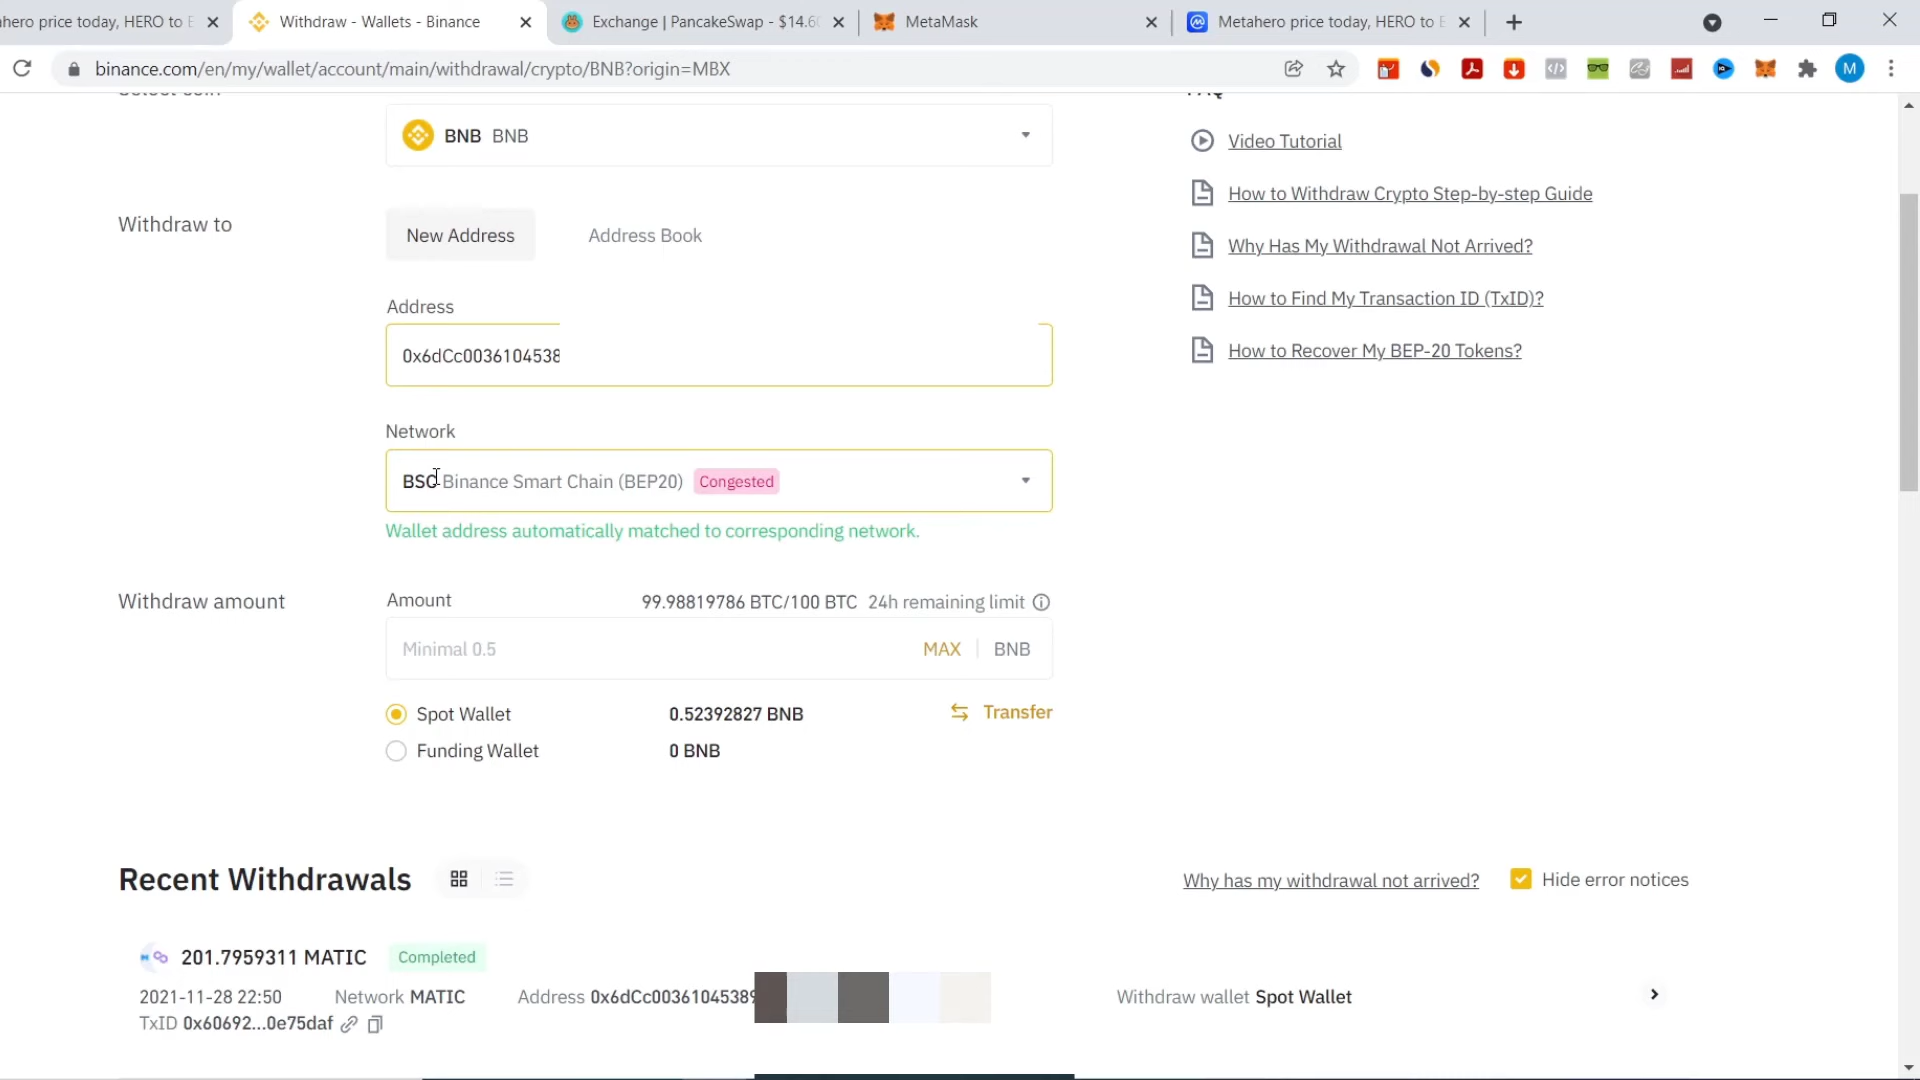 ahero price today, HERO to E
Withdraw - Wallets - Binance
Exchange | PancakeSwap - $14.60
MetaMask
Metahero price today, HERO to E
binance.com/en/my/wallet/account/main/withdrawal/crypto/BNB?origin=MBX
M
Select coin
FAQ
BNB BNB
Video Tutorial
How to Withdraw Crypto Step-by-step Guide
Withdraw to
New Address
Address Book
Why Has My Withdrawal Not Arrived?
Address
How to Find My Transaction ID (TxID)?
0x6dCc0036104538
How to Recover My BEP-20 Tokens?
Network
BSC Binance Smart Chain (BEP20) Congested
Wallet address automatically matched to corresponding network.
Withdraw amount
Amount
99.98819786 BTC/100 BTC 24h remaining limit
Minimal 0.5
MAX
BNB
Spot Wallet
0.52392827 BNB
Transfer
Funding Wallet
0 BNB
Recent Withdrawals
Why has my withdrawal not arrived?
Hide error notices
201.7959311 MATIC Completed
2021-11-28 22:50
Network MATIC
Address 0x6dCc00361045389
Withdraw wallet Spot Wallet
TxID 0x60692...0e75daf